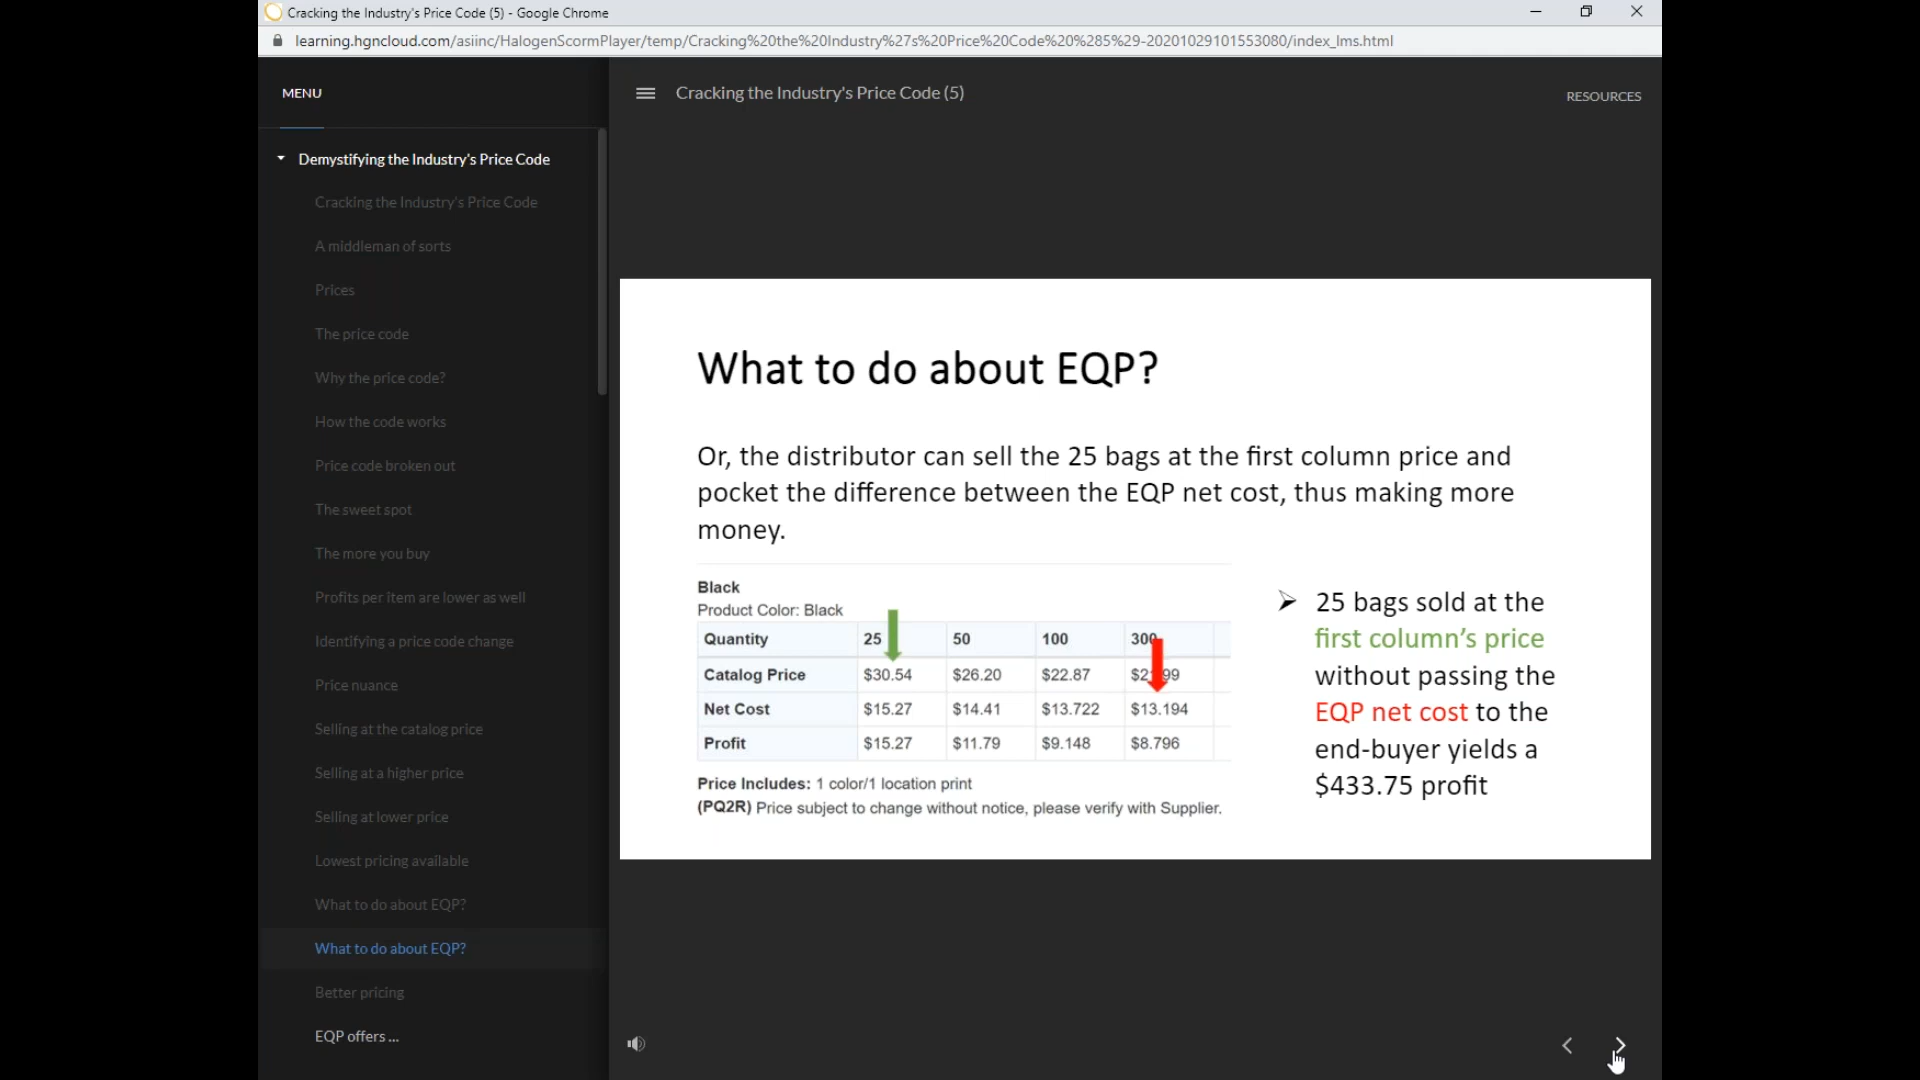 Cracking the Industry's Price Code (5) - Google Chrome
learning.hgncloud.com/asiinc/HalogenScormPlayer/temp/Cracking%20the%20Industry%27s%20Price%20Code%20%285%29-20201029101553080/index_lms.html
MENU
Cracking the Industry's Price Code (5)
RESOURCES
Demystifying the Industry's Price Code
Cracking the Industry's Price Code
A middleman of sorts
Prices
The price code
Why the price code?
How the code works
Price code broken out
The sweet spot
The more you buy
Profits per item are lower as well
Identifying a price code change
Price nuance
Selling at the catalog price
Selling at a higher price
Selling at lower price
Lowest pricing available
What to do about EQP?
What to do about EQP?
Better pricing
EQP offers ...
What to do about EQP?
Or, the distributor can sell the 25 bags at the first column price and
pocket the difference between the EQP net cost, thus making more
money.
Black
Product Color: Black
Quantity 25 50 100 300
Catalog Price $30.54 $26.20 $22.87
Net Cost $15.27 $14.41 $13.722 $13.194
Profit $15.27 $11.79 $9.148 $8.796
Price Includes: 1 color/1 location print
(PQ2R) Price subject to change without notice, please verify with Supplier.
25 bags sold at the
first column's price
without passing the
EQP net cost to the
end-buyer yields a
$433.75 profit